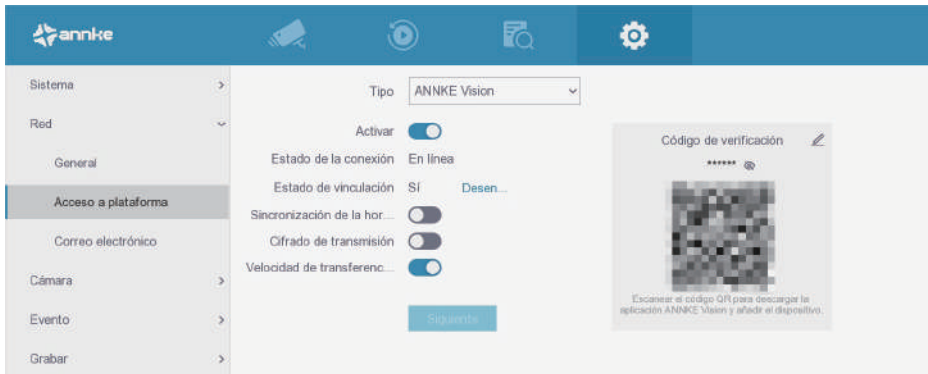 annke
Sistema
Red
General
Acceso a plataforma
Correo electrónico
Cámara
Evento
Grabar
Tipo ANNKE Vision
Activar
Estado de la conexión En línea
Estado de vinculación Sí Desen...
Sincronización de la hor...
Cifrado de transmisión
Velocidad de transferenc...
Siguiente
Código de verificación
******
Escanear el código QR para descargar la
aplicación ANNKE Vision y añadir el dispositivo.